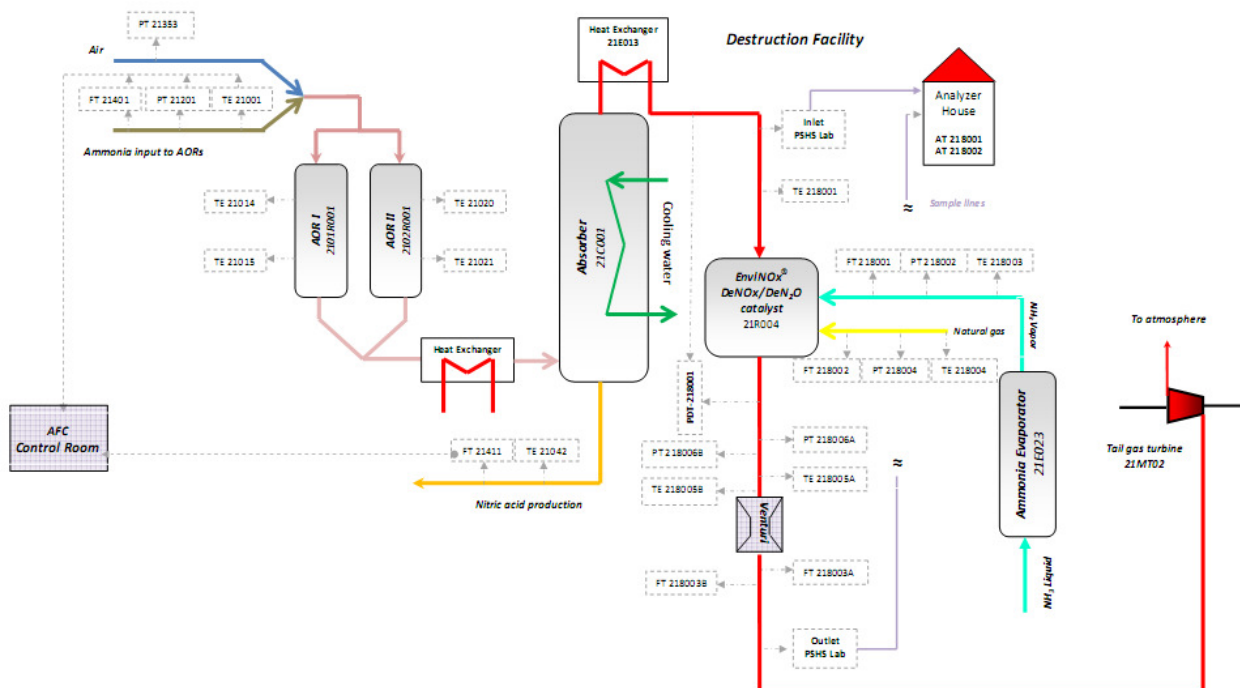 PT 21353
Heat Exchanger
21E013
Destruction Facility
Air
FT 21401
PT 21201
TE 21001
Ammonia input to AORs
Inlet
PSHS Lab
Analyzer
House
AT 218001
AT 218002
TE 21014
TE 21015
AOR I
2101R001
AOR II
2102R001
TE 21020
TE 21021
Absorber
21C001
Cooling water
TE 218001
Sample lines
EnviNOx®
DeNOx/DeN₂O
catalyst
21R004
FT 218001
PT 218002
TE 218003
NH₃ Vapor
Natural gas
FT 218002
PT 218004
TE 218004
To atmosphere
Heat Exchanger
PDT-218001
AFC
Control Room
FT 21411
TE 21042
Nitric acid production
PT 218006B
PT 218006A
TE 218005B
TE 218005A
Venturi
Ammonia Evaporator
21E023
Tail gas turbine
21MT02
FT 218003B
FT 218003A
NH₃ Liquid
Outlet
PSHS Lab